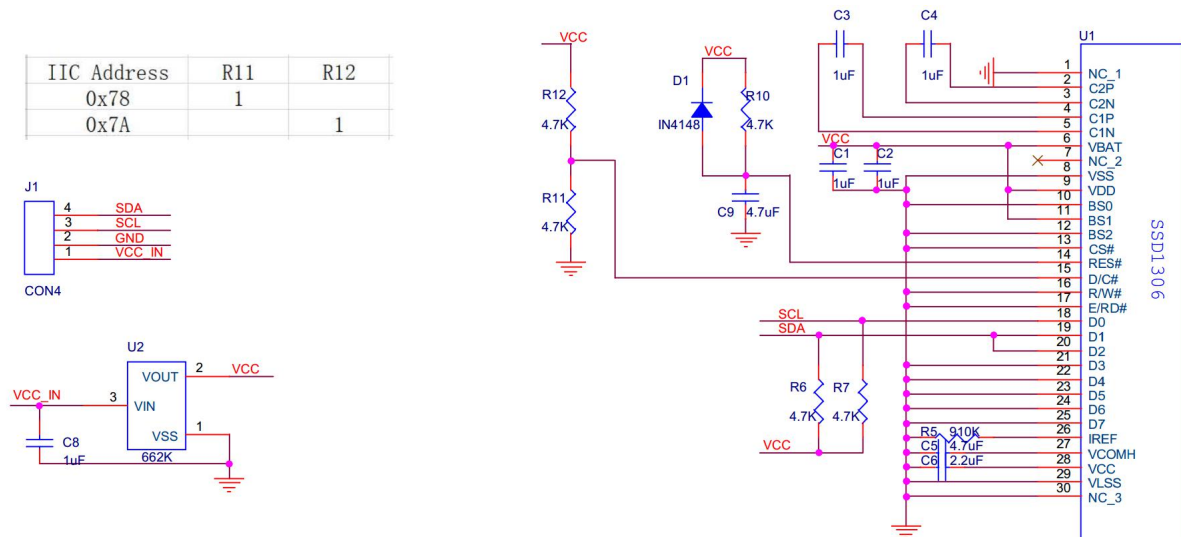 IIC Address R11 R12
0x78 1
0x7A 1
J1
4 SDA
3 SCL
2 GND
1 VCC_IN
CON4
U2
VCC_IN 3 VIN VOUT 2 VCC
VSS 1
C8
1uF
662K
VCC
R12
4.7K
R11
4.7K
VCC
D1
IN4148
R10
4.7K
C9 4.7uF
C3
1uF
C4
1uF
VCC
C1
1uF
C2
1uF
SCL
SDA
R6
4.7K
R7
4.7K
VCC
R5 910K
C5 4.7uF
C6 2.2uF
U1
1 NC_1
2 C2P
3 C2N
4 C1P
5 C1N
6 VBAT
7 NC_2
8 VSS
9 VDD
10 BS0
11 BS1
12 BS2
13 CS#
14 RES#
15 D/C#
16 R/W#
17 E/RD#
18 D0
19 D1
20 D2
21 D3
22 D4
23 D5
24 D6
25 D7
26 IREF
27 VCOMH
28 VCC
29 VLSS
30 NC_3
SSD1306